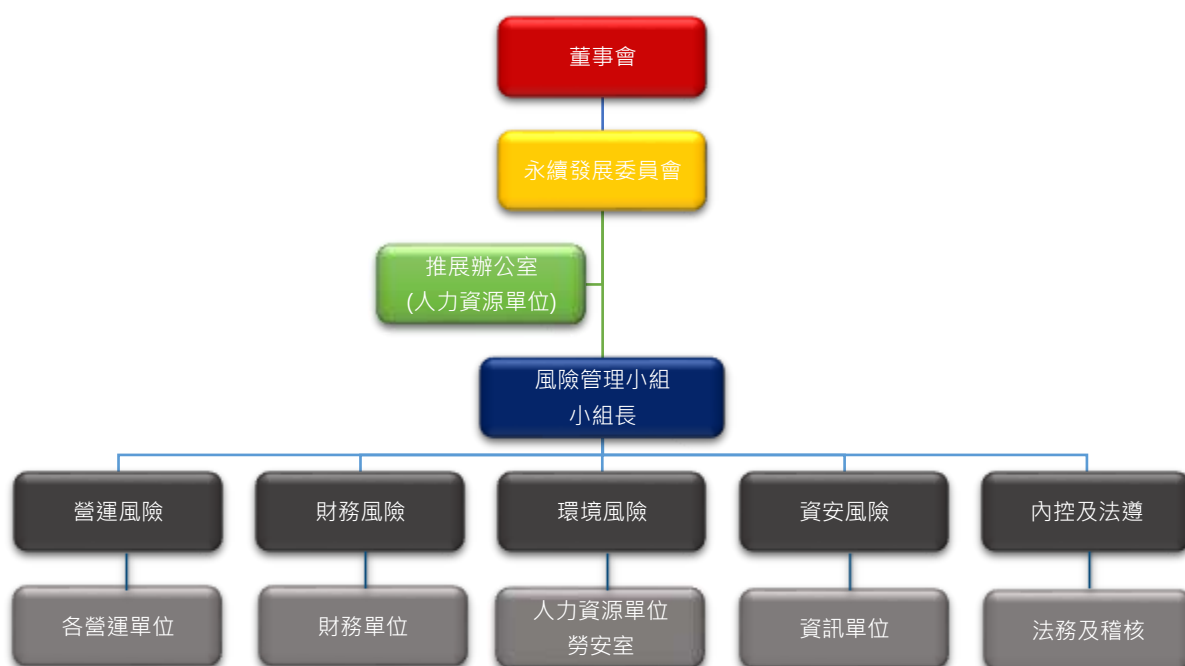 董事會
永續發展委員會
推展辦公室
(人力資源單位)
風險管理小組
小組長
營運風險
財務風險
環境風險
資安風險
內控及法遵
各營運單位
財務單位
人力資源單位
勞安室
資訊單位
法務及稽核